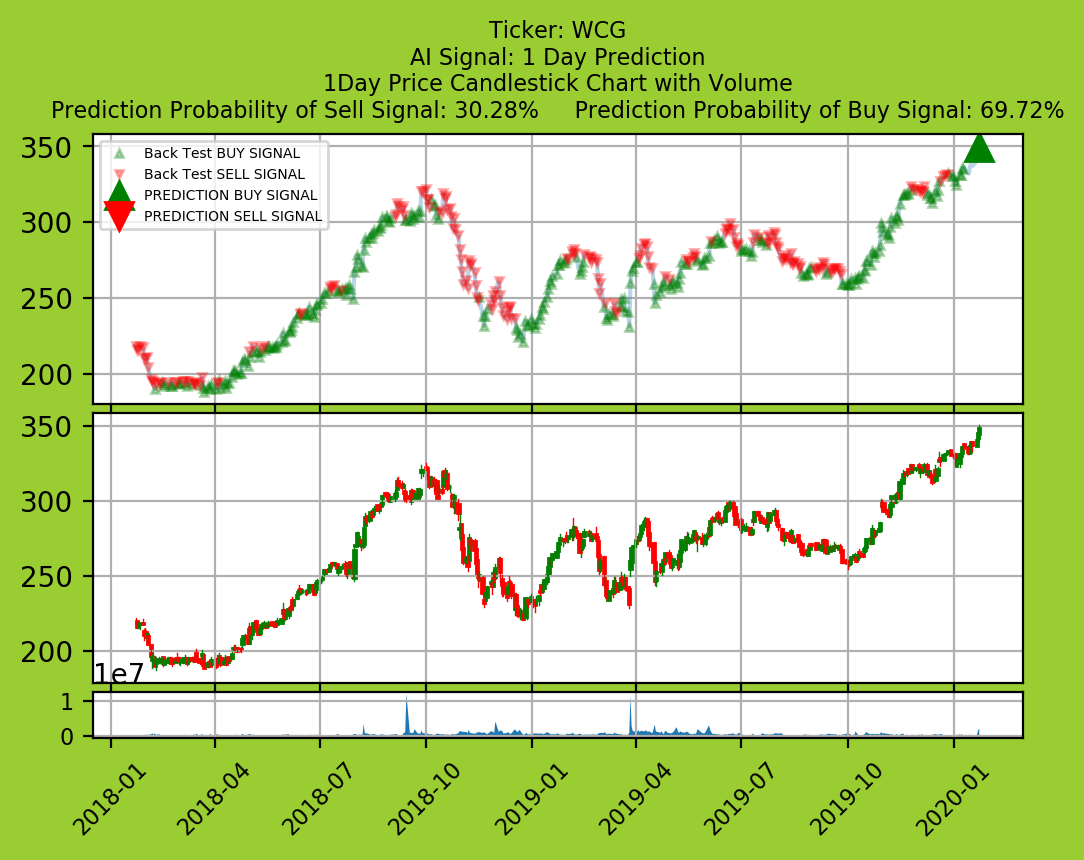 Ticker: WCG
AI Signal: 1 Day Prediction
1Day Price Candlestick Chart with Volume
Prediction Probability of Sell Signal: 30.28%     Prediction Probability of Buy Signal: 69.72%
350
300
250
200
Back Test BUY SIGNAL
Back Test SELL SIGNAL
PREDICTION BUY SIGNAL
PREDICTION SELL SIGNAL
350
300
250
200
1e7
1
0
2018-01
2018-04
2018-07
2018-10
2019-01
2019-04
2019-07
2019-10
2020-01